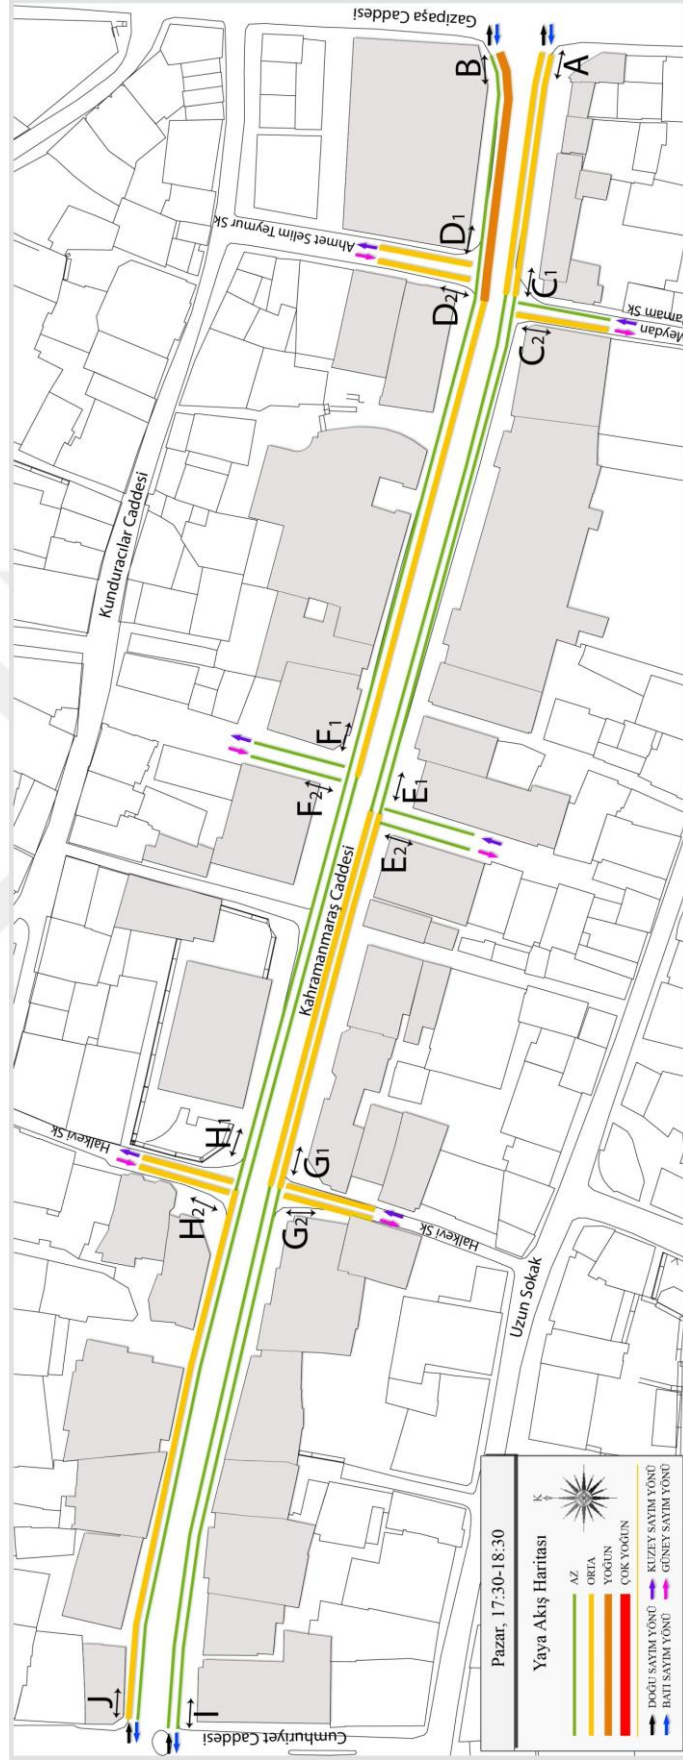 Gazipaşa Caddesi
B
A
Ahmet Selim Teymur Sk
D1
D2
C1
C2
Meydan
Hamam Sk
Kunduracılar Caddesi
F1
F2
E1
E2
Kahramanmaraş Caddesi
Halkevi Sk
H1
H2
G1
G2
Halkevi Sk
Uzun Sokak
J
I
Cumhuriyet Caddesi
Pazar, 17:30-18:30
Yaya Akış Haritası
K
AZ
ORTA
YOĞUN
ÇOK YOĞUN
DOĞU SAYIM YÖNÜ
KUZEY SAYIM YÖNÜ
BATI SAYIM YÖNÜ
GÜNEY SAYIM YÖNÜ